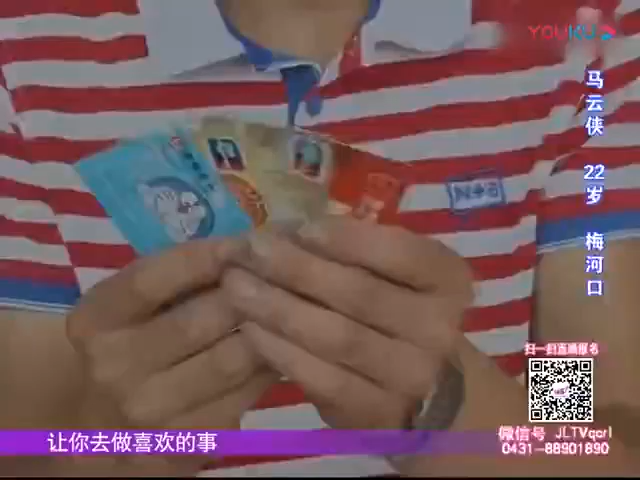 YOUKU
马云侠 22岁 梅河口
扫一扫直接报名
微信号 JLTVqcrl
0431-88901890
让你去做喜欢的事